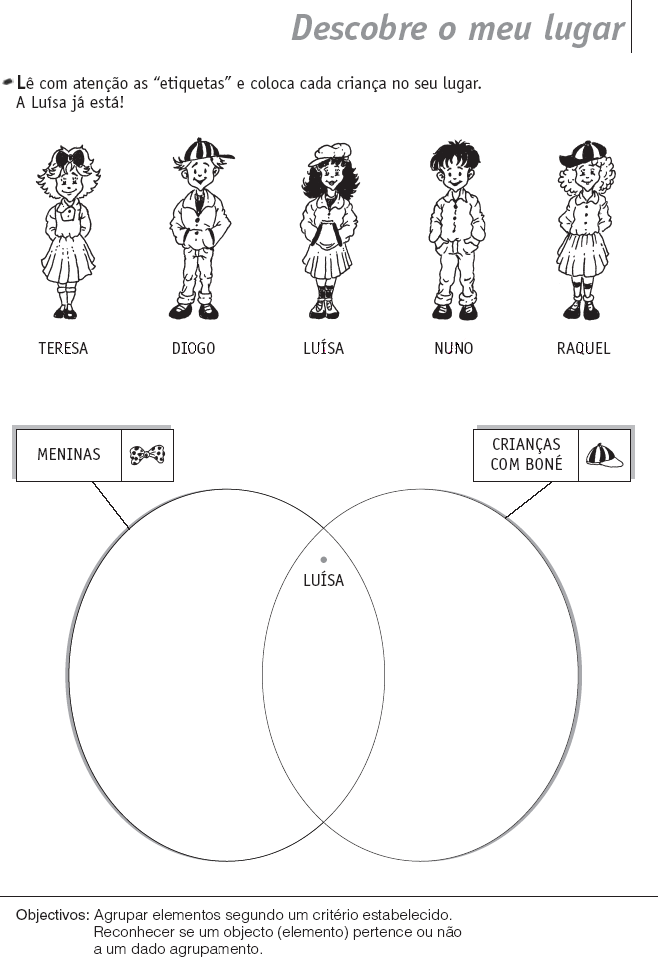 Descobre o meu lugar
Lê com atenção as “etiquetas” e coloca cada criança no seu lugar.
A Luísa já está!
TERESA
DIOGO
LUÍSA
NUNO
RAQUEL
MENINAS
CRIANÇAS
COM BONÉ
LUÍSA
Objectivos: Agrupar elementos segundo um critério estabelecido.
Reconhecer se um objecto (elemento) pertence ou não
a um dado agrupamento.